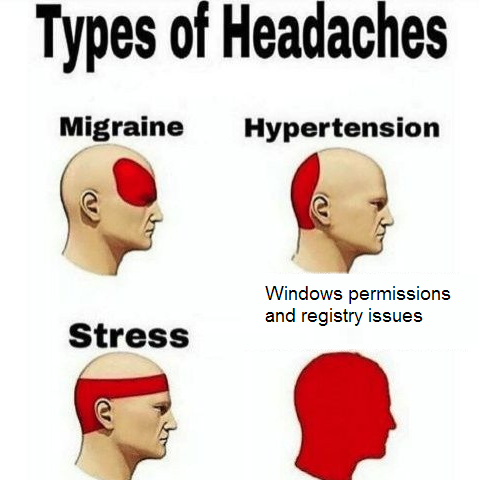 Types of Headaches
Migraine
Hypertension
Windows permissions
and registry issues
Stress